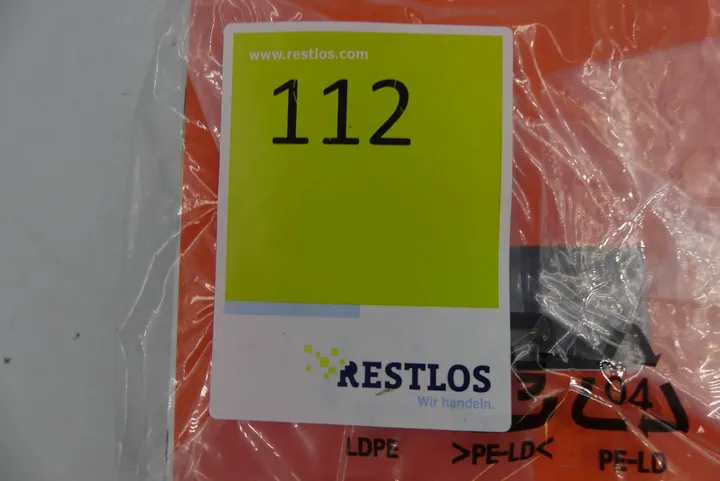 www.restlos.com
112
RESTLOS
Wir handeln.
04
LDPE >PE-LD< PE-LD